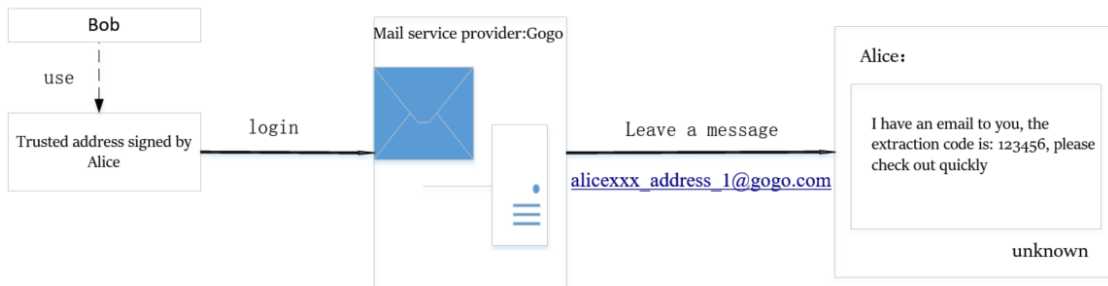 Bob
use
Trusted address signed by
Alice
login
Mail service provider:Gogo
Leave a message
alicexxx_address_1@gogo.com
Alice:
I have an email to you, the
extraction code is: 123456, please
check out quickly
unknown